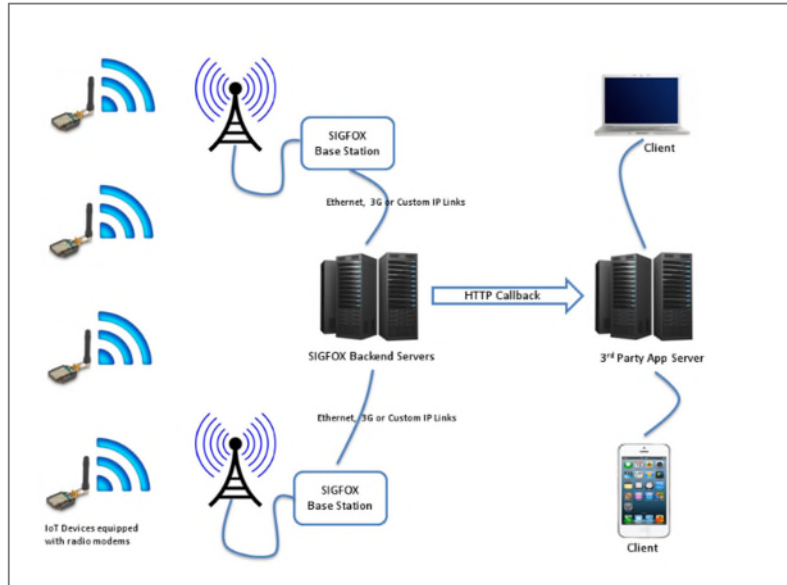 SIGFOX
Base Station
Client
Ethernet, 3G or Custom IP Links
HTTP Callback
SIGFOX Backend Servers
3rd Party App Server
Ethernet, 3G or Custom IP Links
SIGFOX
Base Station
IoT Devices equipped
with radio modems
Client